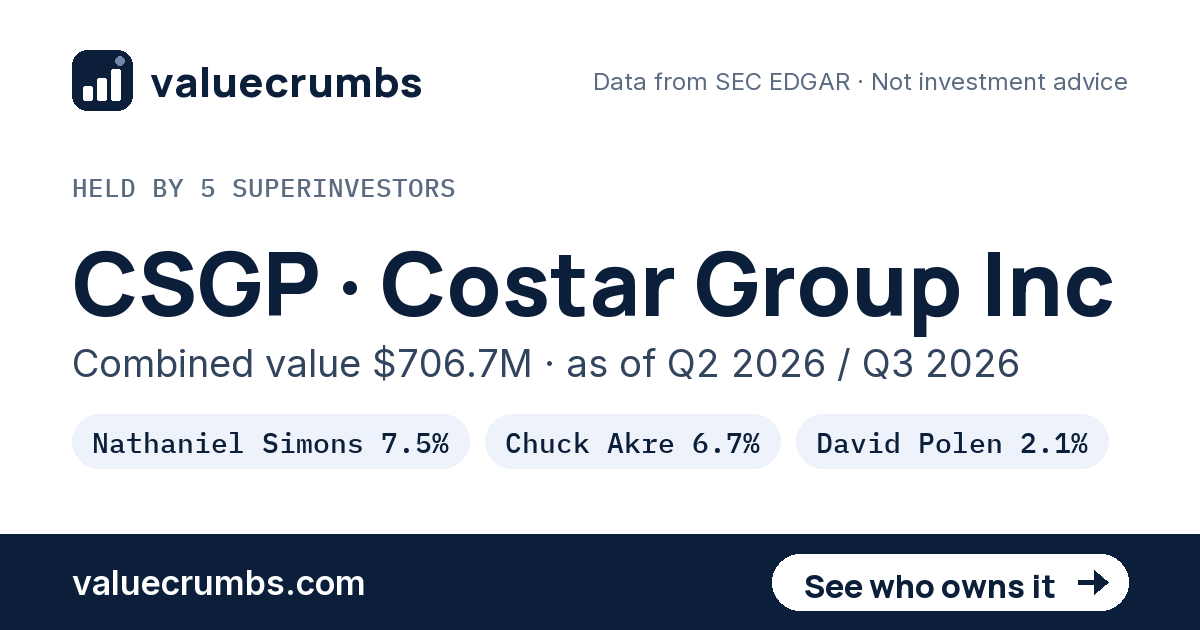 valuecrumbs
Data from SEC EDGAR · Not investment advice
HELD BY 5 SUPERINVESTORS
CSGP · Costar Group Inc
Combined value $706.7M · as of Q2 2026 / Q3 2026
Nathaniel Simons 7.5%
Chuck Akre 6.7%
David Polen 2.1%
valuecrumbs.com
See who owns it →